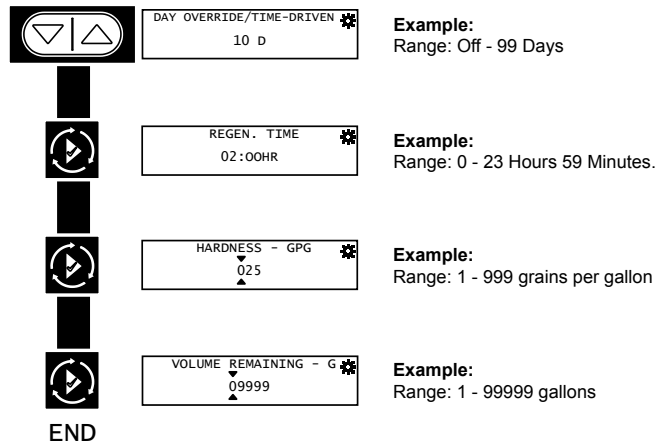 DAY OVERRIDE/TIME-DRIVEN
10 D
Example:
Range: Off - 99 Days
REGEN. TIME
02:OOHR
Example:
Range: 0 - 23 Hours 59 Minutes.
HARDNESS - GPG
025
Example:
Range: 1 - 999 grains per gallon
VOLUME REMAINING - G
09999
Example:
Range: 1 - 99999 gallons
END